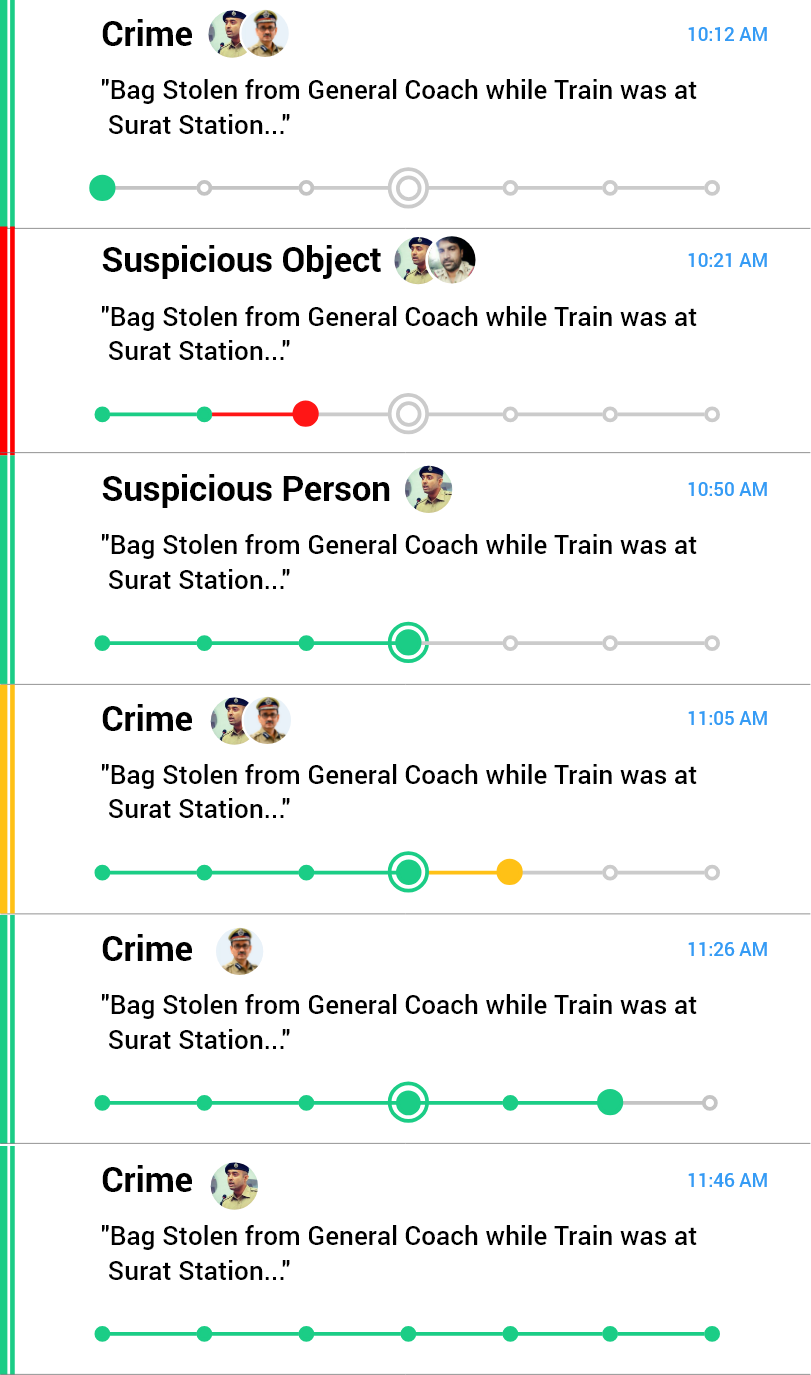 Crime 10:12 AM
"Bag Stolen from General Coach while Train was at
Surat Station..."
Suspicious Object 10:21 AM
"Bag Stolen from General Coach while Train was at
Surat Station..."
Suspicious Person 10:50 AM
"Bag Stolen from General Coach while Train was at
Surat Station..."
Crime 11:05 AM
"Bag Stolen from General Coach while Train was at
Surat Station..."
Crime 11:26 AM
"Bag Stolen from General Coach while Train was at
Surat Station..."
Crime 11:46 AM
"Bag Stolen from General Coach while Train was at
Surat Station..."